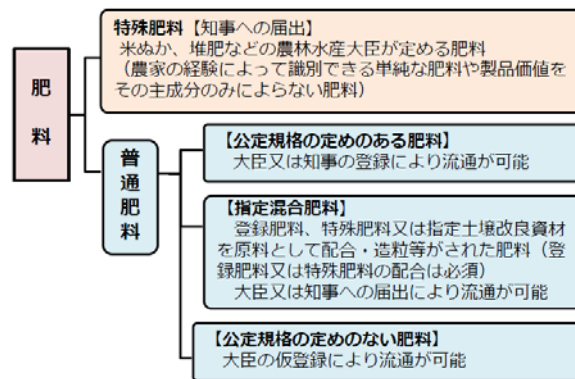 肥料
特殊肥料【知事への届出】
米ぬか、堆肥などの農林水産大臣が定める肥料
（農家の経験によって識別できる単純な肥料や製品価値を
その主成分のみによらない肥料）
普通肥料
【公定規格の定めのある肥料】
大臣又は知事の登録により流通が可能
【指定混合肥料】
登録肥料、特殊肥料又は指定土壌改良資材
を原料として配合・造粒等がされた肥料（登
録肥料又は特殊肥料の配合は必須）
大臣又は知事への届出により流通が可能
【公定規格の定めのない肥料】
大臣の仮登録により流通が可能